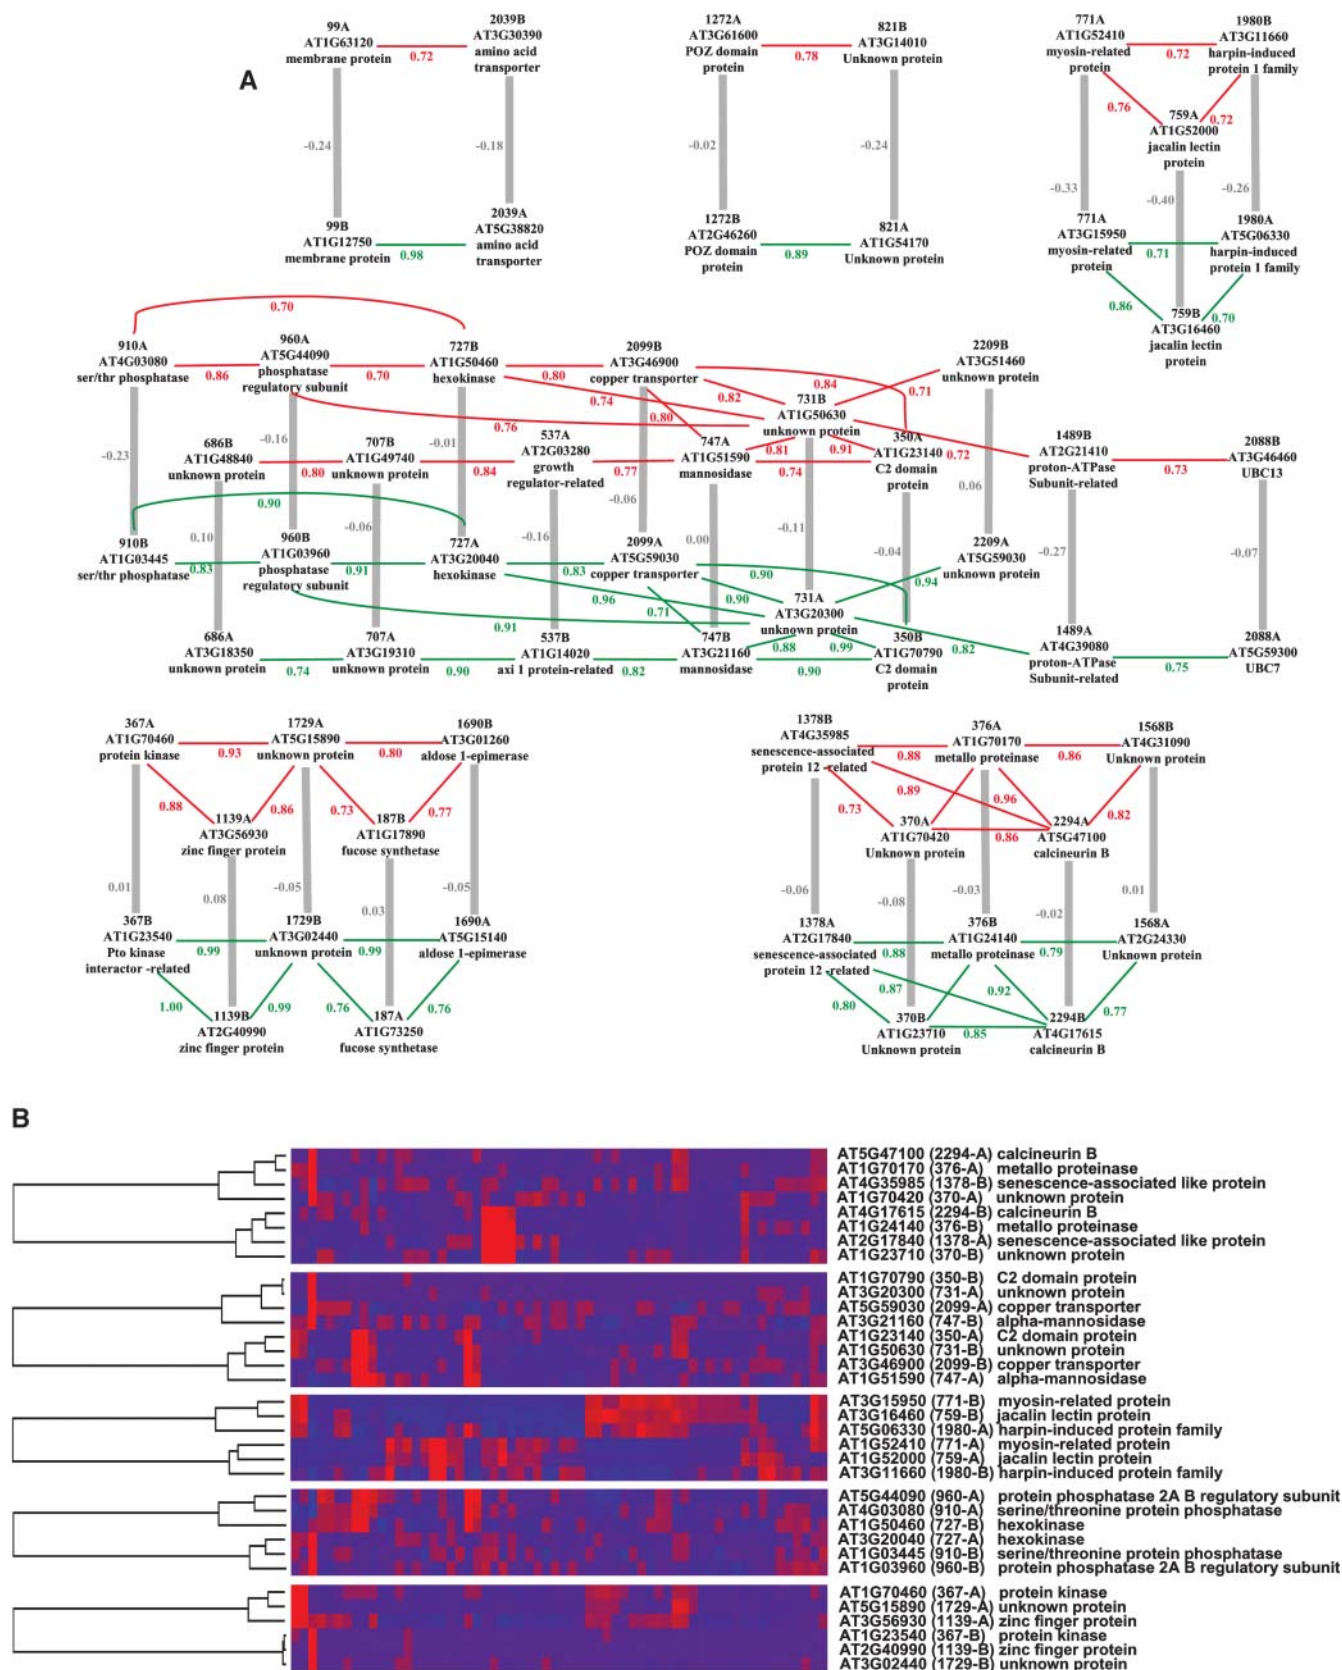 A
99A
AT1G63120
membrane protein
0.72
2039B
AT3G30390
amino acid
transporter
-0.24
-0.18
99B
AT1G12750
membrane protein
0.98
2039A
AT5G38820
amino acid
transporter
1272A
AT3G61600
POZ domain
protein
0.78
821B
AT3G14010
Unknown protein
-0.02
-0.24
1272B
AT2G46260
POZ domain
protein
0.89
821A
AT1G54170
Unknown protein
771A
AT1G52410
myosin-related
protein
0.72
1980B
AT3G11660
harpin-induced
protein 1 family
0.76
0.72
759A
AT1G52000
jacalin lectin
protein
-0.33
-0.40
-0.26
771A
AT3G15950
myosin-related
protein
0.71
1980A
AT5G06330
harpin-induced
protein 1 family
0.86
0.70
759B
AT3G16460
jacalin lectin
protein
0.70
910A
AT4G03080
ser/thr phosphatase
0.86
960A
AT5G44090
phosphatase
regulatory subunit
0.70
727B
AT1G50460
hexokinase
0.80
2099B
AT3G46900
copper transporter
0.84
0.71
2209B
AT3G51460
unknown protein
0.74
0.82
0.80
0.76
731B
AT1G50630
unknown protein
-0.23
-0.16
-0.01
686B
AT1G48840
unknown protein
0.80
707B
AT1G49740
unknown protein
0.84
537A
AT2G03280
growth
regulator-related
0.77
747A
AT1G51590
mannosidase
0.81
0.91
0.74
350A
AT1G23140
C2 domain
protein
0.72
1489B
AT2G21410
proton-ATPase
Subunit-related
0.73
2088B
AT3G46460
UBC13
0.90
0.10
-0.06
-0.16
-0.06
0.00
-0.11
-0.04
0.06
-0.27
-0.07
910B
AT1G03445
ser/thr phosphatase
0.83
960B
AT1G03960
phosphatase
regulatory subunit
0.91
727A
AT3G20040
hexokinase
0.83
2099A
AT5G59030
copper transporter
0.90
0.94
2209A
AT5G59030
unknown protein
0.96
0.90
0.71
0.91
731A
AT3G20300
unknown protein
686A
AT3G18350
unknown protein
0.74
707A
AT3G19310
unknown protein
0.90
537B
AT1G14020
axi 1 protein-related
0.82
747B
AT3G21160
mannosidase
0.88
0.99
0.90
350B
AT1G70790
C2 domain
protein
0.82
1489A
AT4G39080
proton-ATPase
Subunit-related
0.75
2088A
AT5G59300
UBC7
367A
AT1G70460
protein kinase
0.93
1729A
AT5G15890
unknown protein
0.80
1690B
AT3G01260
aldose 1-epimerase
0.88
0.86
0.73
0.77
1139A
AT3G56930
zinc finger protein
187B
AT1G17890
fucose synthetase
0.01
0.08
-0.05
0.03
-0.05
367B
AT1G23540
Pto kinase
interactor -related
0.99
1729B
AT3G02440
unknown protein
0.99
1690A
AT5G15140
aldose 1-epimerase
1.00
0.99
0.76
0.76
1139B
AT2G40990
zinc finger protein
187A
AT1G73250
fucose synthetase
1378B
AT4G35985
senescence-associated
protein 12 -related
0.88
376A
AT1G70170
metallo proteinase
0.86
1568B
AT4G31090
Unknown protein
0.89
0.73
0.96
0.82
370A
AT1G70420
Unknown protein
0.86
2294A
AT5G47100
calcineurin B
-0.06
-0.08
-0.03
-0.02
0.01
1378A
AT2G17840
senescence-associated
protein 12 -related
0.88
376B
AT1G24140
metallo proteinase
0.79
1568A
AT2G24330
Unknown protein
0.87
0.80
0.92
0.77
370B
AT1G23710
Unknown protein
0.85
2294B
AT4G17615
calcineurin B
B
AT5G47100 (2294-A) calcineurin B
AT1G70170 (376-A) metallo proteinase
AT4G35985 (1378-B) senescence-associated like protein
AT1G70420 (370-A) unknown protein
AT4G17615 (2294-B) calcineurin B
AT1G24140 (376-B) metallo proteinase
AT2G17840 (1378-A) senescence-associated like protein
AT1G23710 (370-B) unknown protein
AT1G70790 (350-B) C2 domain protein
AT3G20300 (731-A) unknown protein
AT5G59030 (2099-A) copper transporter
AT3G21160 (747-B) alpha-mannosidase
AT1G23140 (350-A) C2 domain protein
AT1G50630 (731-B) unknown protein
AT3G46900 (2099-B) copper transporter
AT1G51590 (747-A) alpha-mannosidase
AT3G15950 (771-B) myosin-related protein
AT3G16460 (759-B) jacalin lectin protein
AT5G06330 (1980-A) harpin-induced protein family
AT1G52410 (771-A) myosin-related protein
AT1G52000 (759-A) jacalin lectin protein
AT3G11660 (1980-B) harpin-induced protein family
AT5G44090 (960-A) protein phosphatase 2A B regulatory subunit
AT4G03080 (910-A) serine/threonine protein phosphatase
AT1G50460 (727-B) hexokinase
AT3G20040 (727-A) hexokinase
AT1G03445 (910-B) serine/threonine protein phosphatase
AT1G03960 (960-B) protein phosphatase 2A B regulatory subunit
AT1G70460 (367-A) protein kinase
AT5G15890 (1729-A) unknown protein
AT3G56930 (1139-A) zinc finger protein
AT1G23540 (367-B) protein kinase
AT2G40990 (1139-B) zinc finger protein
AT3G02440 (1729-B) unknown protein